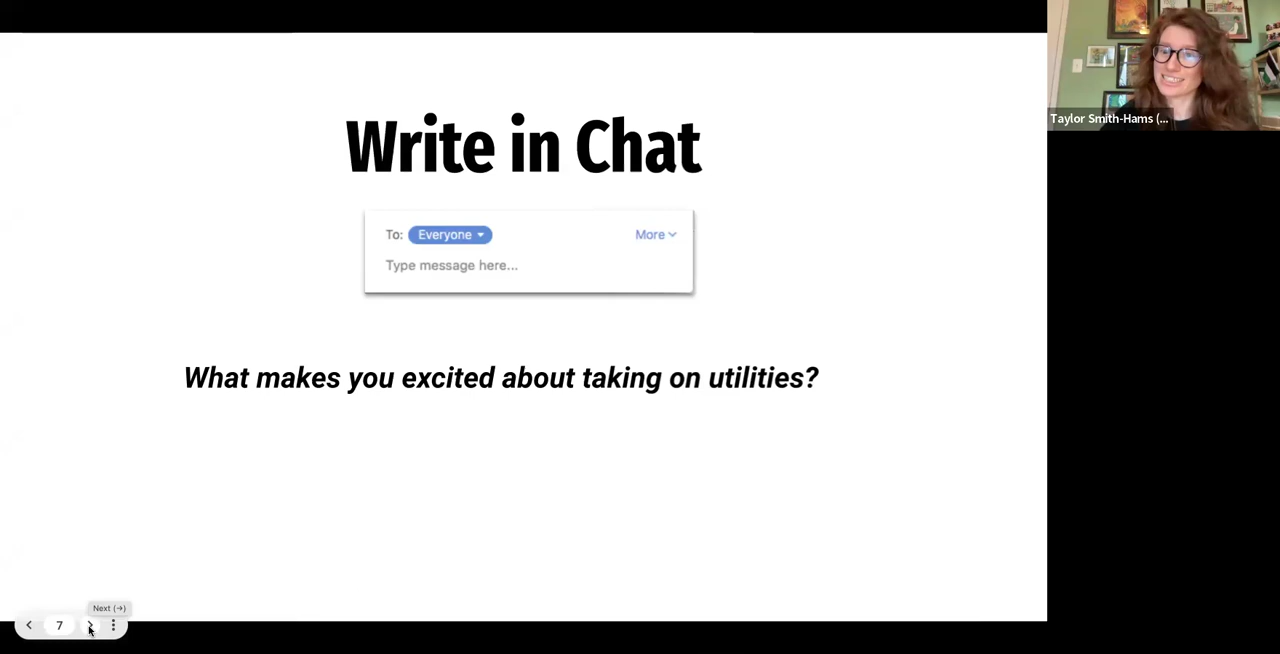 Write in Chat
To: Everyone
More
Type message here...
What makes you excited about taking on utilities?
Taylor Smith-Hams (...
Next (→)
7